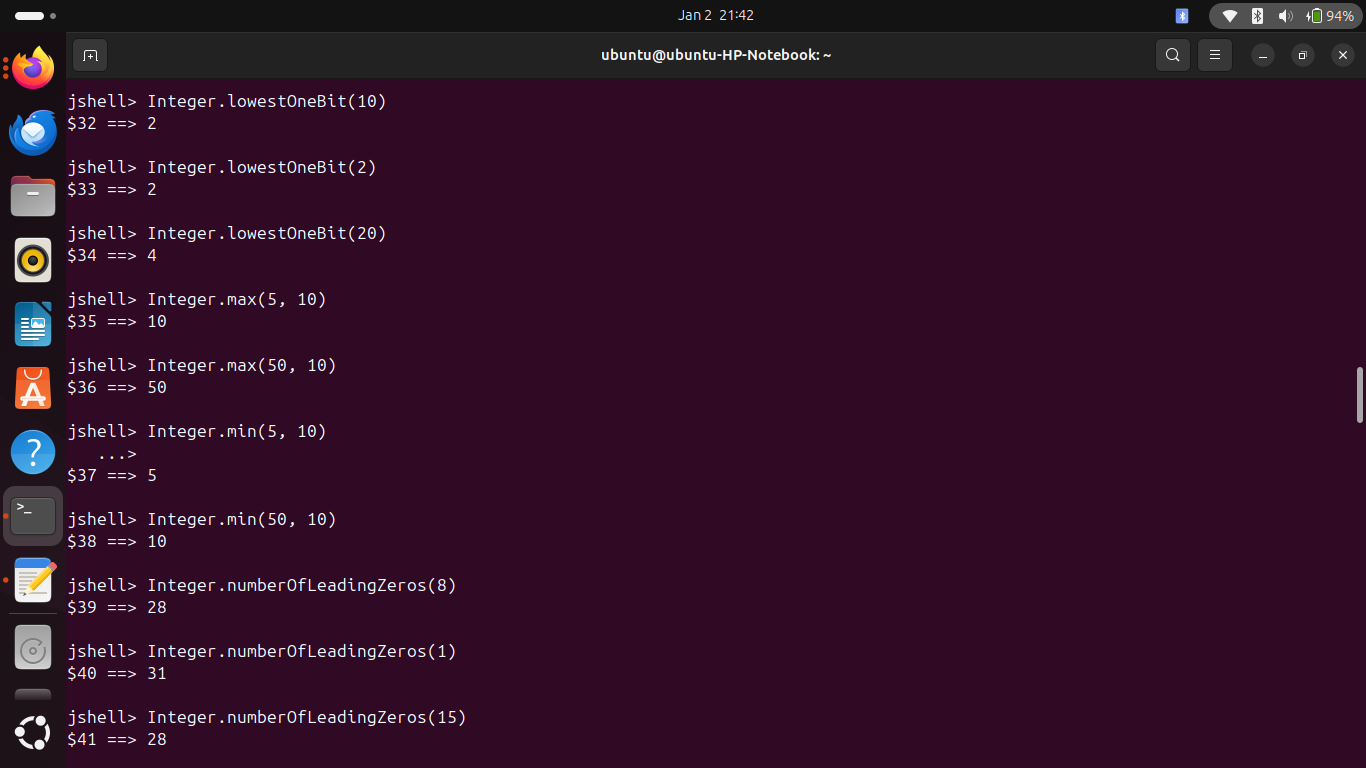 Jan 2 21:42
94%
ubuntu@ubuntu-HP-Notebook: ~
jshell> Integer.lowestOneBit(10)
$32 ==> 2
jshell> Integer.lowestOneBit(2)
$33 ==> 2
jshell> Integer.lowestOneBit(20)
$34 ==> 4
jshell> Integer.max(5, 10)
$35 ==> 10
jshell> Integer.max(50, 10)
$36 ==> 50
jshell> Integer.min(5, 10)
   ...>
$37 ==> 5
jshell> Integer.min(50, 10)
$38 ==> 10
jshell> Integer.numberOfLeadingZeros(8)
$39 ==> 28
jshell> Integer.numberOfLeadingZeros(1)
$40 ==> 31
jshell> Integer.numberOfLeadingZeros(15)
$41 ==> 28